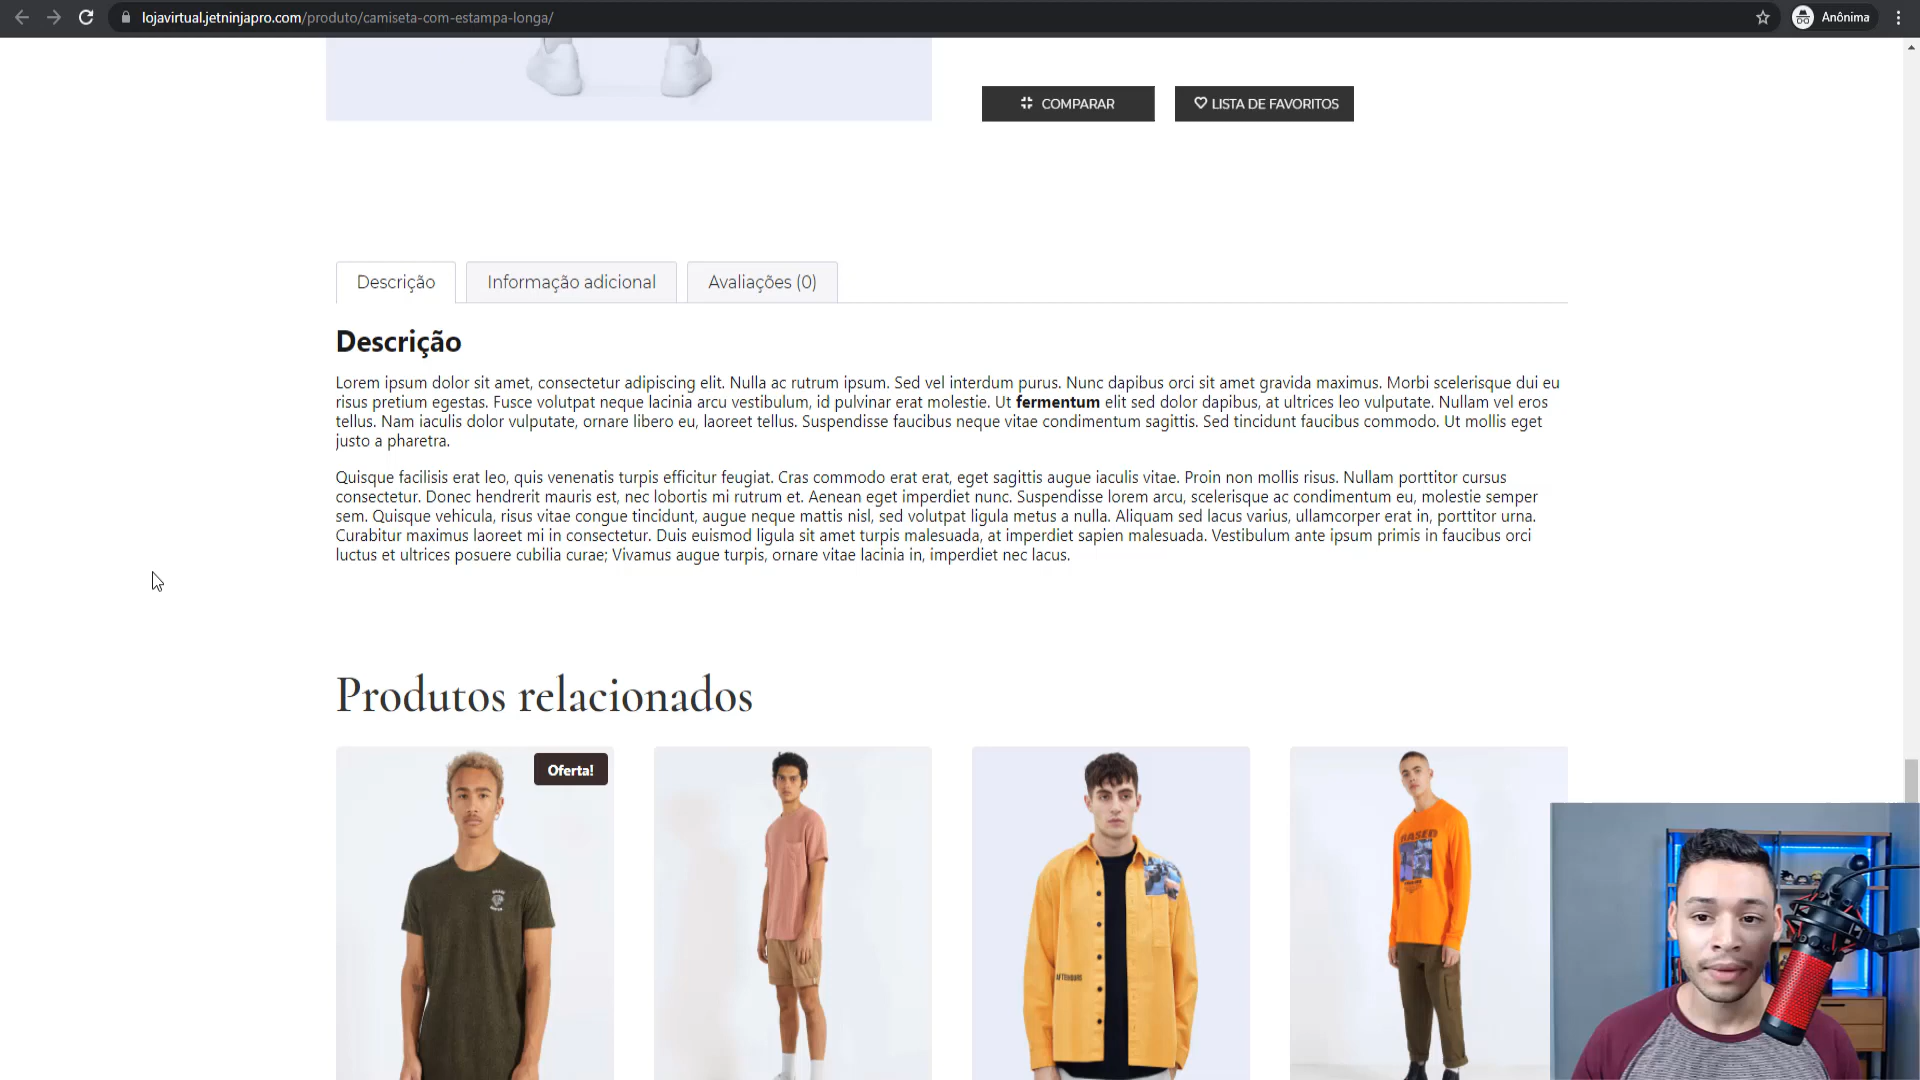 lojavirtual.jetninjapro.com/produto/camiseta-com-estampa-longa/
Anônima
COMPARAR
LISTA DE FAVORITOS
Descrição
Informação adicional
Avaliações (0)
Descrição
Lorem ipsum dolor sit amet, consectetur adipiscing elit. Nulla ac rutrum ipsum. Sed vel interdum purus. Nunc dapibus orci sit amet gravida maximus. Morbi scelerisque dui eu
risus pretium egestas. Fusce volutpat neque lacinia arcu vestibulum, id pulvinar erat molestie. Ut fermentum elit sed dolor dapibus, at ultrices leo vulputate. Nullam vel eros
tellus. Nam iaculis dolor vulputate, ornare libero eu, laoreet tellus. Suspendisse faucibus neque vitae condimentum sagittis. Sed tincidunt faucibus commodo. Ut mollis eget
justo a pharetra.
Quisque facilisis erat leo, quis venenatis turpis efficitur feugiat. Cras commodo erat erat, eget sagittis augue iaculis vitae. Proin non mollis risus. Nullam porttitor cursus
consectetur. Donec hendrerit mauris est, nec lobortis mi rutrum et. Aenean eget imperdiet nunc. Suspendisse lorem arcu, scelerisque ac condimentum eu, molestie semper
sem. Quisque vehicula, risus vitae congue tincidunt, augue neque mattis nisl, sed volutpat ligula metus a nulla. Aliquam sed lacus varius, ullamcorper erat in, porttitor urna.
Curabitur maximus laoreet mi in consectetur. Duis euismod ligula sit amet turpis malesuada, at imperdiet sapien malesuada. Vestibulum ante ipsum primis in faucibus orci
luctus et ultrices posuere cubilia curae; Vivamus augue turpis, ornare vitae lacinia in, imperdiet nec lacus.
Produtos relacionados
Oferta!